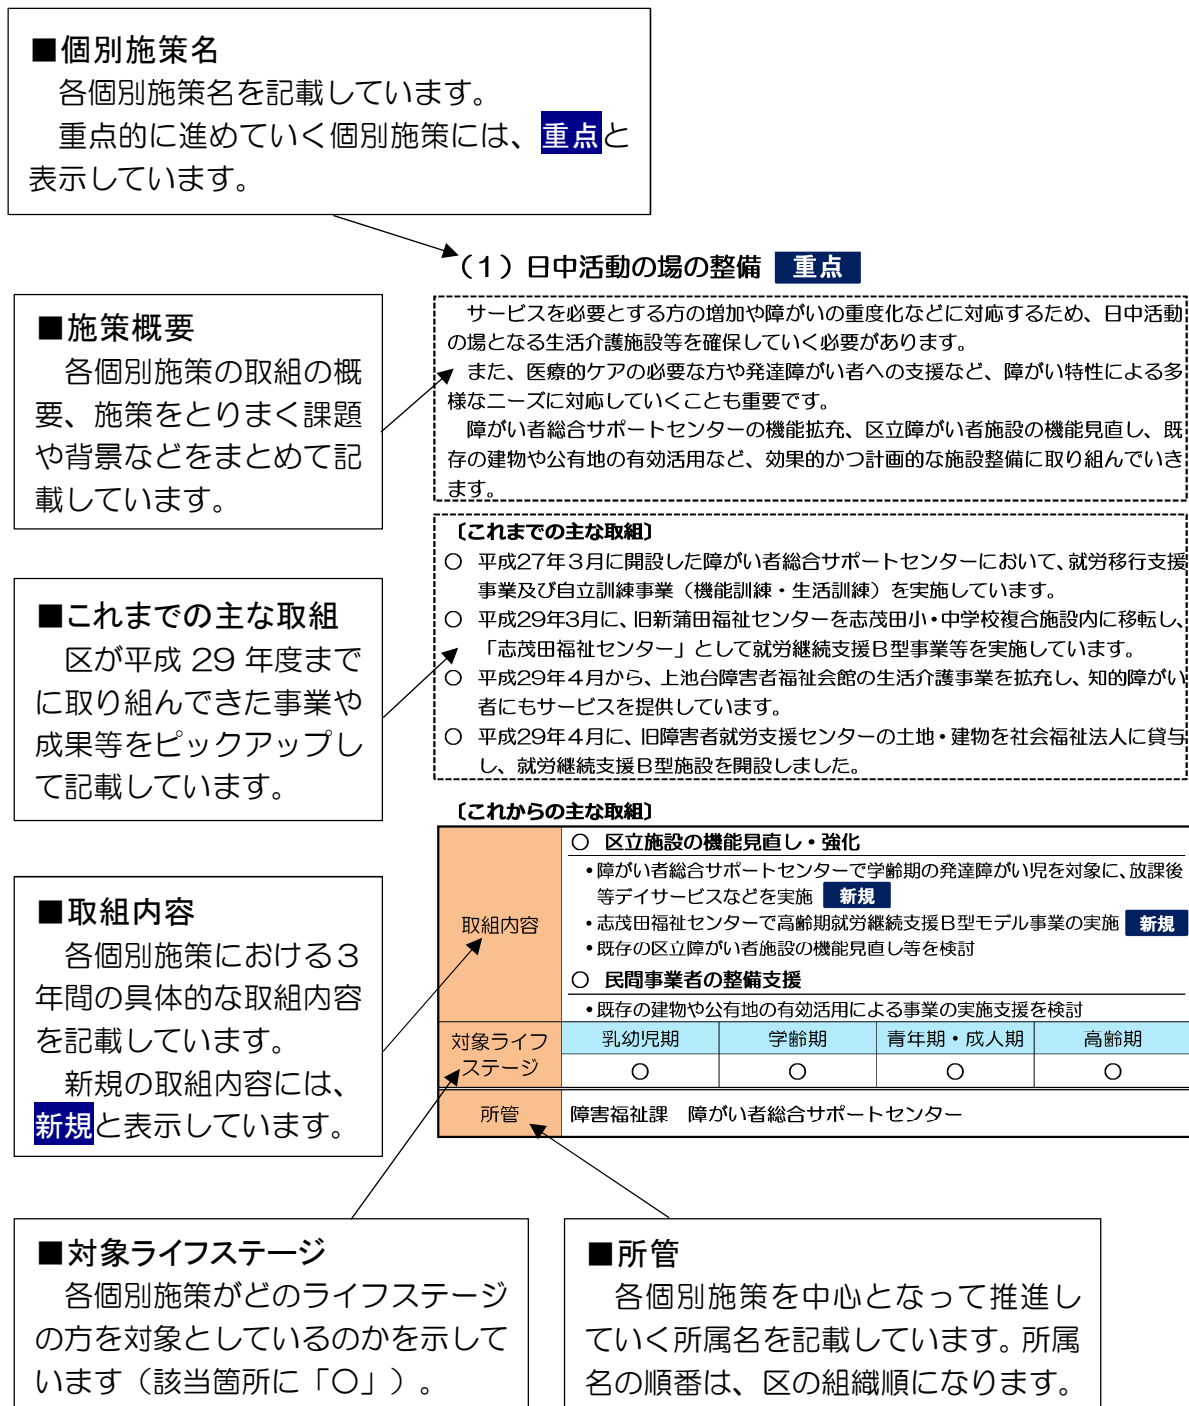 ■個別施策名
各個別施策名を記載しています。
重点的に進めていく個別施策には、重点と
表示しています。
(1)日中活動の場の整備 重点
■施策概要
各個別施策の取組の概
要、施策をとりまく課題
や背景などをまとめて記
載しています。
サービスを必要とする方の増加や障がいの重度化などに対応するため、日中活動
の場となる生活介護施設等を確保していく必要があります。
また、医療的ケアの必要な方や発達障がい者への支援など、障がい特性による多
様なニーズに対応していくことも重要です。
障がい者総合サポートセンターの機能拡充、区立障がい者施設の機能見直し、既
存の建物や公有地の有効活用など、効果的かつ計画的な施設整備に取り組んでいき
ます。
■これまでの主な取組
区が平成 29 年度まで
に取り組んできた事業や
成果等をピックアップし
て記載しています。
〔これまでの主な取組〕
○ 平成27年3月に開設した障がい者総合サポートセンターにおいて、就労移行支援
事業及び自立訓練事業(機能訓練・生活訓練)を実施しています。
○ 平成29年3月に、旧新蒲田福祉センターを志茂田小・中学校複合施設内に移転し、
「志茂田福祉センター」として就労継続支援B型事業等を実施しています。
○ 平成29年4月から、上池台障害者福祉会館の生活介護事業を拡充し、知的障がい
者にもサービスを提供しています。
○ 平成29年4月に、旧障害者就労支援センターの土地・建物を社会福祉法人に貸与
し、就労継続支援B型施設を開設しました。
〔これからの主な取組〕
■取組内容
各個別施策における3
年間の具体的な取組内容
を記載しています。
新規の取組内容には、
新規と表示しています。
取組内容
○ 区立施設の機能見直し・強化
•障がい者総合サポートセンターで学齢期の発達障がい児を対象に、放課後
等デイサービスなどを実施 新規
•志茂田福祉センターで高齢期就労継続支援B型モデル事業の実施 新規
•既存の区立障がい者施設の機能見直し等を検討
○ 民間事業者の整備支援
•既存の建物や公有地の有効活用による事業の実施支援を検討
対象ライフ
ステージ
乳幼児期 学齢期 青年期・成人期 高齢期
○ ○ ○ ○
所管 障害福祉課 障がい者総合サポートセンター
■対象ライフステージ
各個別施策がどのライフステージ
の方を対象としているのかを示して
います(該当箇所に「○」)。
■所管
各個別施策を中心となって推進し
ていく所属名を記載しています。所属
名の順番は、区の組織順になります。